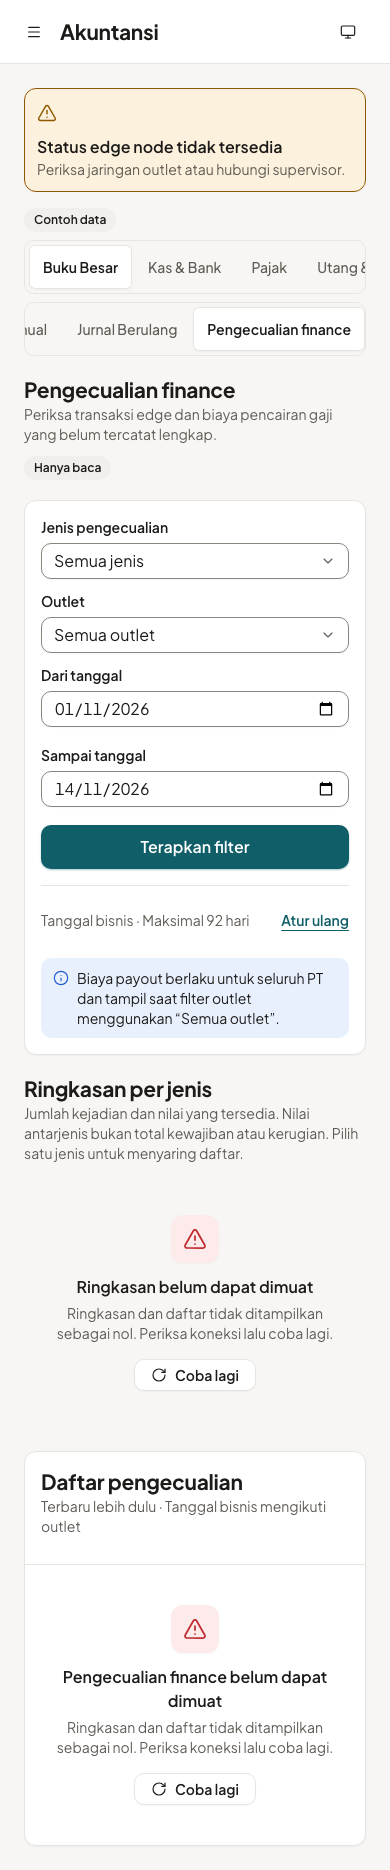 Akuntansi
Status edge node tidak tersedia
Periksa jaringan outlet atau hubungi supervisor.
Contoh data
Buku Besar Kas & Bank Pajak Utang &
Jurnal Berulang Pengecualian finance
Pengecualian finance
Periksa transaksi edge dan biaya pencairan gaji
yang belum tercatat lengkap.
Hanya baca
Jenis pengecualian
Semua jenis
Outlet
Semua outlet
Dari tanggal
01/11/2026
Sampai tanggal
14/11/2026
Terapkan filter
Tanggal bisnis · Maksimal 92 hari Atur ulang
Biaya payout berlaku untuk seluruh PT
dan tampil saat filter outlet
menggunakan “Semua outlet”.
Ringkasan per jenis
Jumlah kejadian dan nilai yang tersedia. Nilai
antarjenis bukan total kewajiban atau kerugian. Pilih
satu jenis untuk menyaring daftar.
Ringkasan belum dapat dimuat
Ringkasan dan daftar tidak ditampilkan
sebagai nol. Periksa koneksi lalu coba lagi.
Coba lagi
Daftar pengecualian
Terbaru lebih dulu · Tanggal bisnis mengikuti
outlet
Pengecualian finance belum dapat
dimuat
Ringkasan dan daftar tidak ditampilkan
sebagai nol. Periksa koneksi lalu coba lagi.
Coba lagi